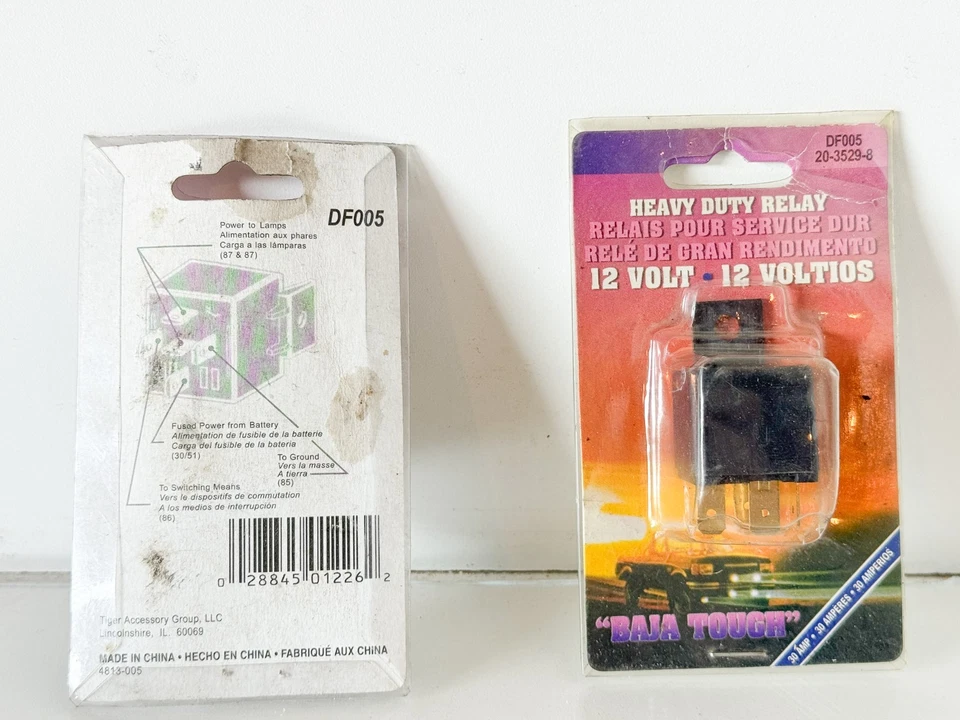 DF005
Power to Lamps
Alimentation aux phares
Carga a las lámparas
(87 & 87)
Fused Power from Battery
Alimentation de fusible de la batterie
Carga del fusible de la bateria
(30/51)
To Ground
Vers la masse
A tierra
(85)
To Switching Means
Vers le dispositifs de commutation
A los medios de interrupción
(86)
0 28845 01226 2
Tiger Accessory Group, LLC
Lincolnshire, IL. 60069
MADE IN CHINA • HECHO EN CHINA • FABRIQUÉ AUX CHINA
4813-005
DF005
20-3529-8
HEAVY DUTY RELAY
RELAIS POUR SERVICE DUR
RELÉ DE GRAN RENDIMENTO
12 VOLT • 12 VOLTIOS
"BAJA TOUGH"
30 AMP • 30 AMPÈRES • 30 AMPERIOS